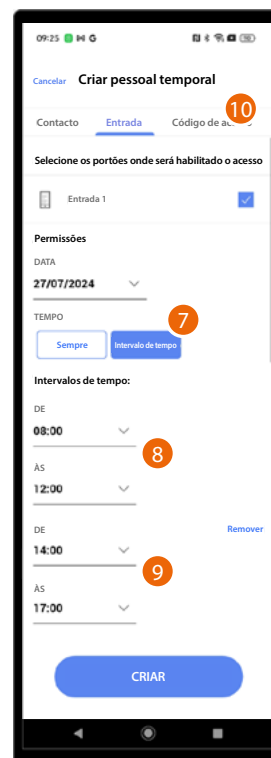 09:25 G
Cancelar Criar pessoal temporal
10
Contacto Entrada Código de
Selecione os portões onde será habilitado o acesso
Entrada 1
Permissões
DATA
27/07/2024
TEMPO
7
Sempre Intervalo de tempo
Intervalos de tempo:
DE
08:00
8
ÀS
12:00
DE Remover
14:00
9
ÀS
17:00
CRIAR